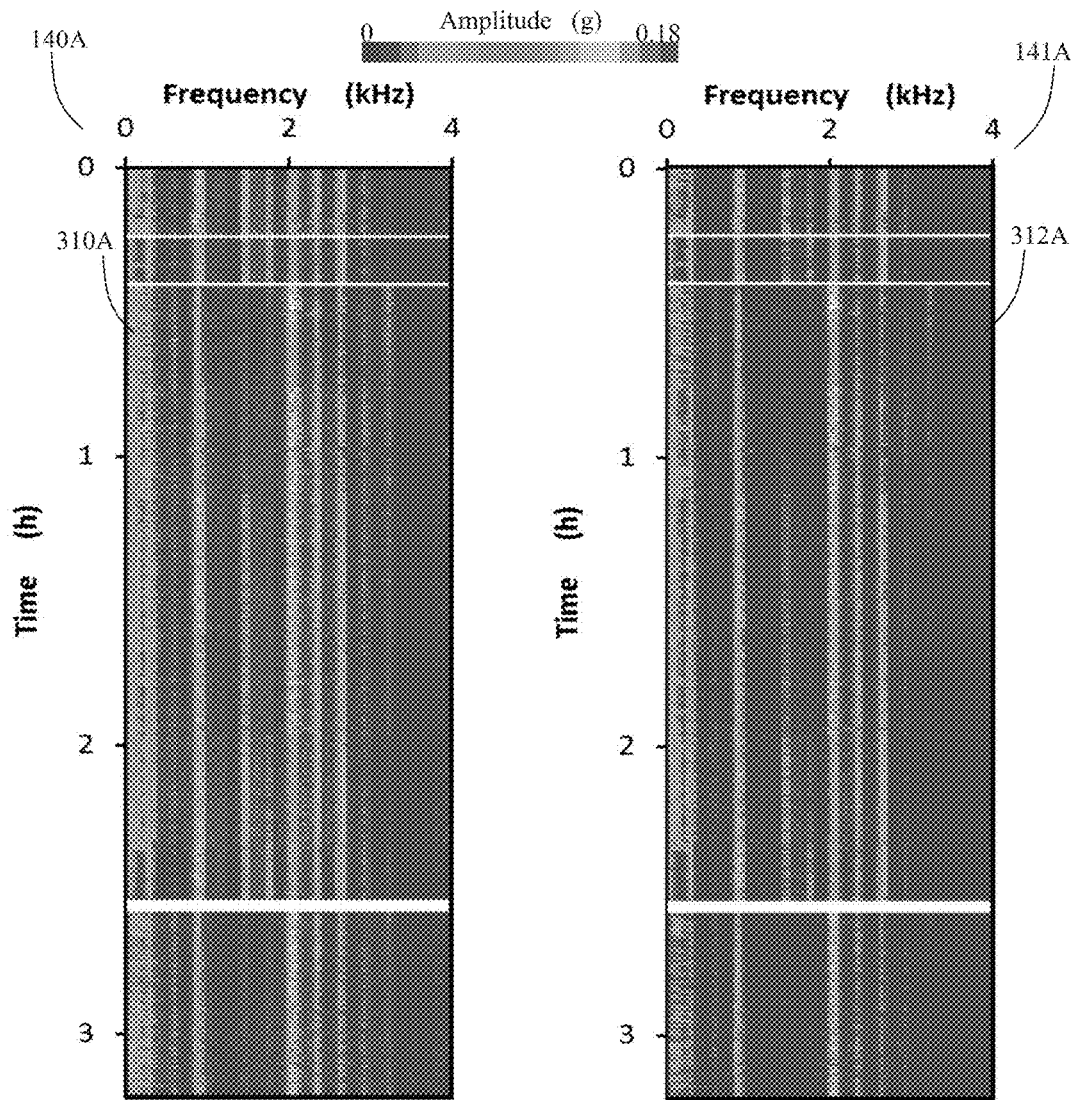 Amplitude (g)
0 0.18
140A 141A
Frequency (kHz) Frequency (kHz)
0 2 4 0 2 4
0 0
310A 312A
1 1
Time (h) Time (h)
2 2
3 3